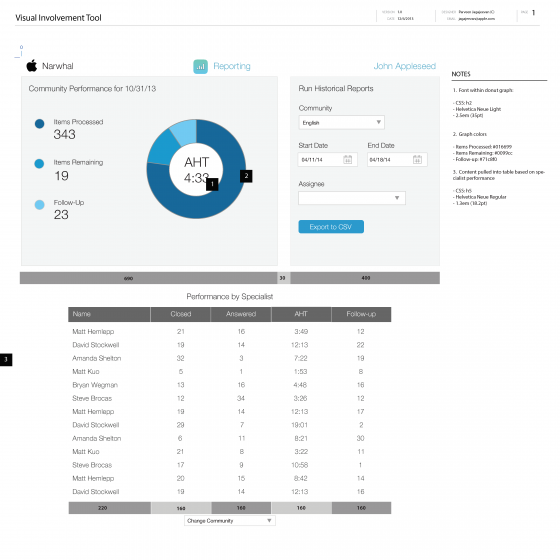 Visual Involvement Tool
VERSION 1.0
DATE 12/4/2013
DESIGNER
EMAIL
PAGE 1
0
Narwhal
Reporting
John Appleseed
Community Performance for 10/31/13
Items Processed
343
Items Remaining
19
Follow-Up
23
AHT
4:33
1
2
Run Historical Reports
Community
English
Start Date End Date
04/11/14 04/18/14
Assignee
Export to CSV
NOTES
1. Font within donut graph:
- CSS: h2
- Helvetica Neue Light
- 2.5em (35pt)
2. Graph colors
- Items Processed: #016699
- Items Remaining: #0099cc
- Follow-up: #71c8f0
3. Content pulled into table based on spe-
cialist performance
- CSS: h5
- Helvetica Neue Regular
- 1.3em (18.2pt)
600 30 400
Performance by Specialist
Name Closed Answered AHT Follow-up
Matt Hemlepp 21 16 3:49 12
David Stockwell 19 14 12:13 22
Amanda Shelton 32 3 7:22 19
3
Matt Kuo 5 1 1:53 8
Bryan Wegman 13 16 4:48 16
Steve Brocas 12 34 3:26 12
Matt Hemlepp 19 14 12:13 17
David Stockwell 29 7 19:01 2
Amanda Shelton 6 11 8:21 30
Matt Kuo 21 8 3:22 11
Steve Brocas 17 9 10:56 1
Matt Hemlepp 20 15 8:42 14
David Stockwell 19 14 12:13 16
220 160 160 160 160
Change Community